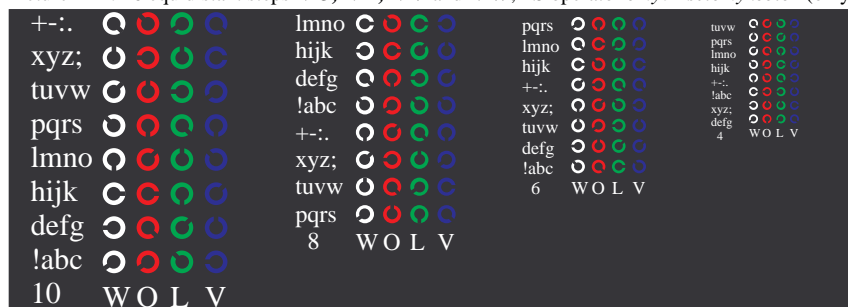 +-:.
xyz;
tuvw
pqrs
lmno
hijk
defg
!abc
10 W O L V
lmno
hijk
defg
!abc
+-:.
xyz;
tuvw
pqrs
8 W O L V
pqrs
lmno
hijk
+-:.
xyz;
tuvw
defg
!abc
6 W O L V
tuvw
pqrs
lmno
hijk
+-:.
!abc
xyz;
defg
4 W O L V